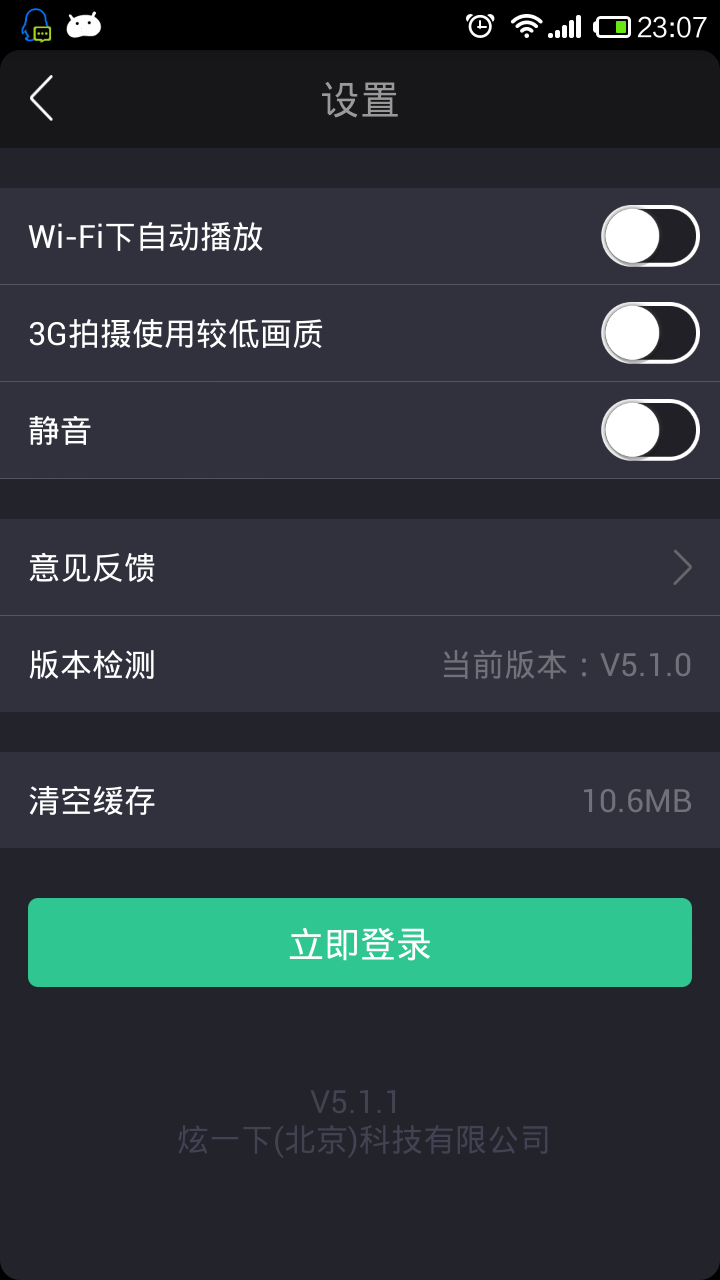 23:07
设置
Wi-Fi下自动播放
3G拍摄使用较低画质
静音
意见反馈
版本检测 当前版本：V5.1.0
清空缓存 10.6MB
立即登录
V5.1.1
炫一下(北京)科技有限公司